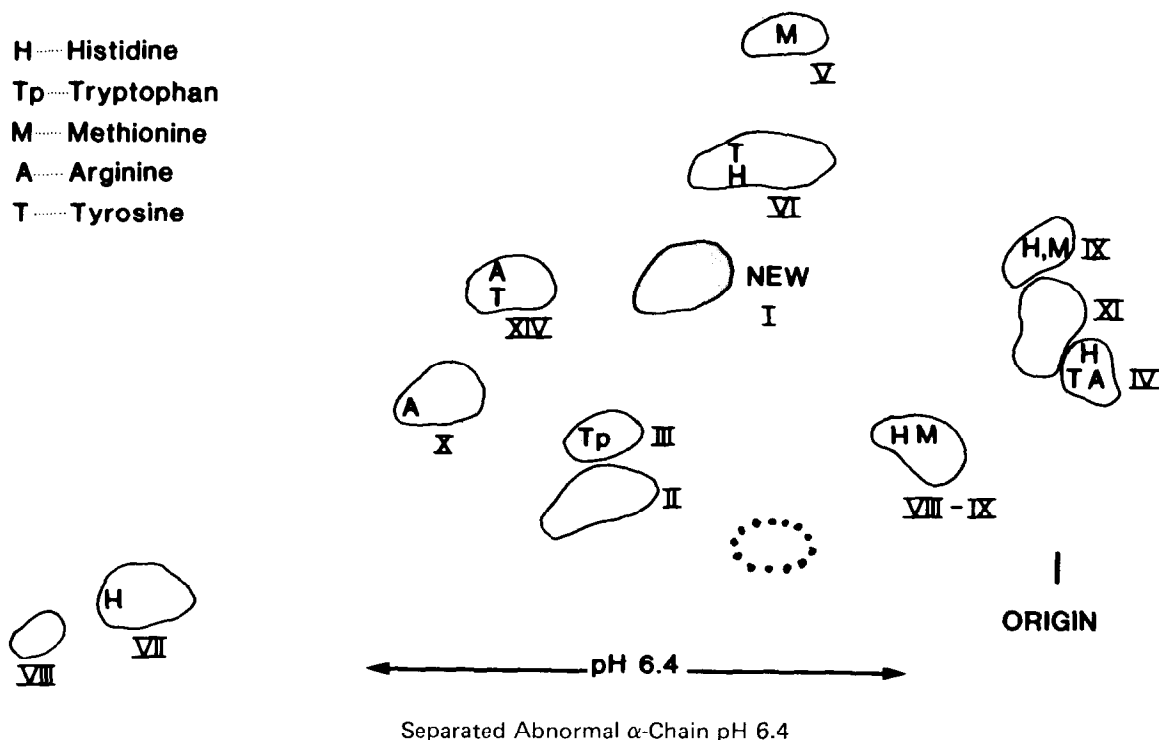 H ...... Histidine
Tp ..... Tryptophan
M ...... Methionine
A ....... Arginine
T ....... Tyrosine
M
V
T
H
VI
H,M IX
A
T
XIV
NEW
I
XI
H
T A IV
A
X
Tp III
II
H M
VIII - IX
ORIGIN
H
VII
VIII
pH 6.4
Separated Abnormal α-Chain pH 6.4